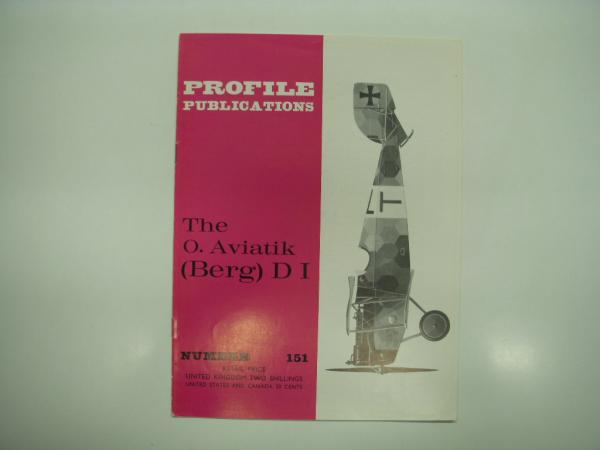 PROFILE
PUBLICATIONS
The
O. Aviatik
(Berg) D I
NUMBER 151
RETAIL PRICE
UNITED KINGDOM TWO SHILLINGS
UNITED STATES AND CANADA 50 CENTS